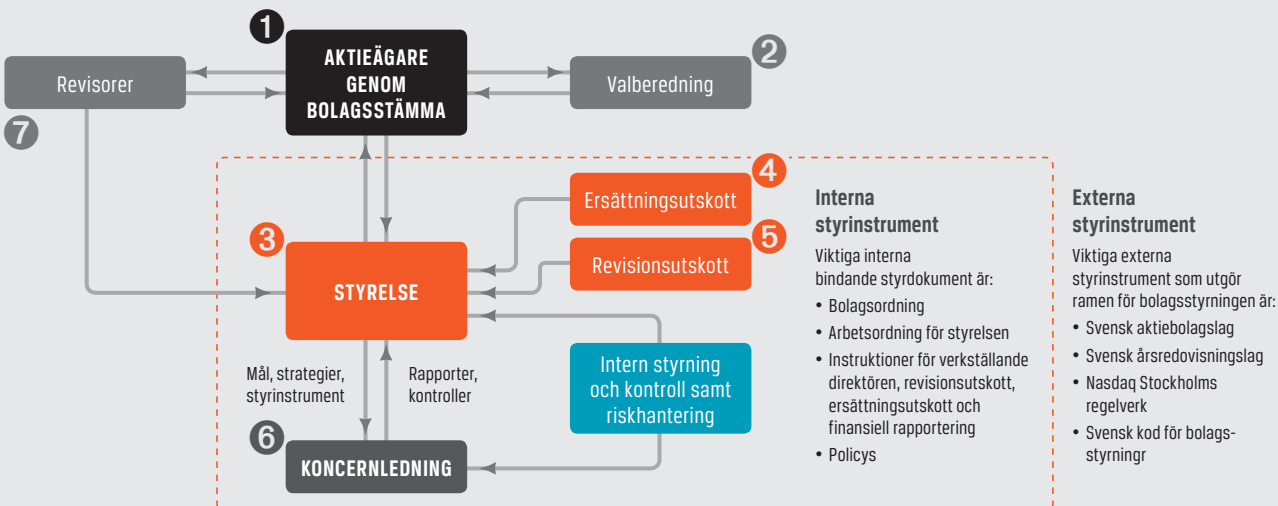 1
AKTIEÄGARE
GENOM
BOLAGSSTÄMMA
2
Valberedning
Revisorer
7
4
Ersättningsutskott
5
Revisionsutskott
3
STYRELSE
Mål, strategier,
styrinstrument
Rapporter,
kontroller
Intern styrning
och kontroll samt
riskhantering
6
KONCERNLEDNING
Interna
styrinstrument
Viktiga interna
bindande styrdokument är:
• Bolagsordning
• Arbetsordning för styrelsen
• Instruktioner för verkställande
direktören, revisionsutskott,
ersättningsutskott och
finansiell rapportering
• Policys
Externa
styrinstrument
Viktiga externa
styrinstrument som utgör
ramen för bolagsstyrningen är:
• Svensk aktiebolagslag
• Svensk årsredovisningslag
• Nasdaq Stockholms
regelverk
• Svensk kod för bolags-
styrningr